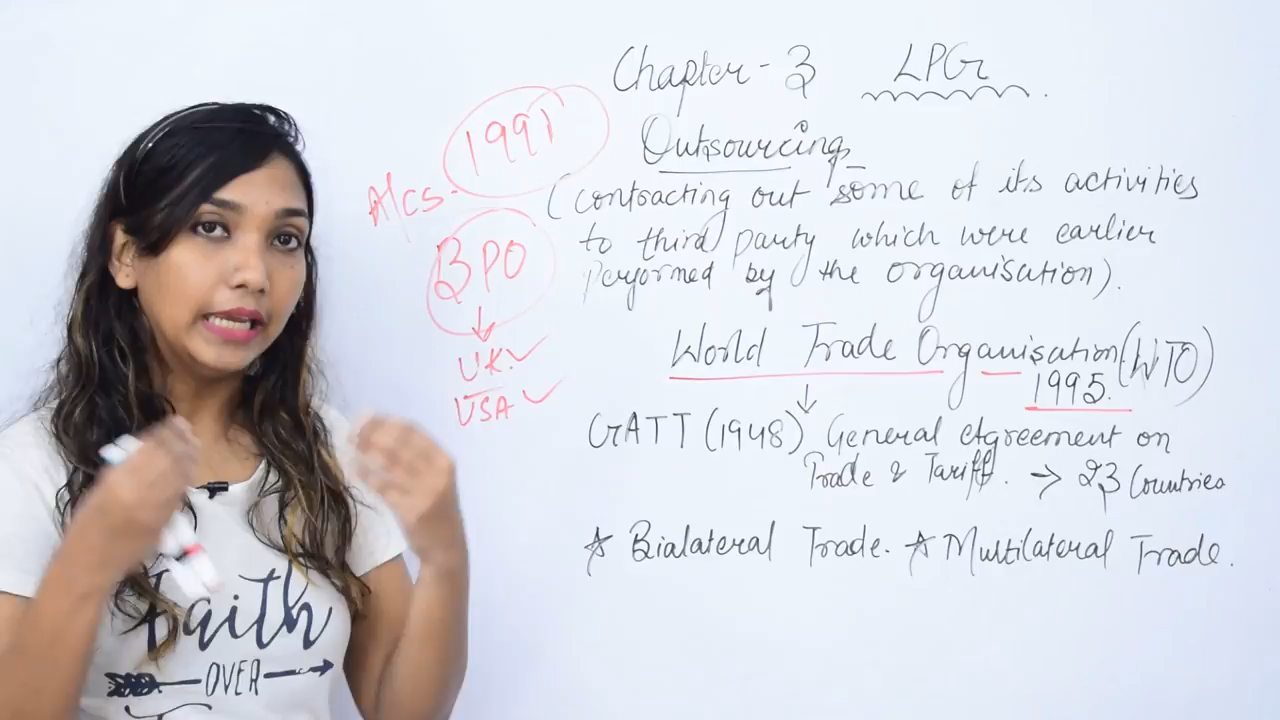 Chapter - 3 LPG
1991
Outsourcing
A/cs -
(contracting out some of its activities
to third party which were earlier
performed by the organisation).
BPO
UK ✓
USA ✓
World Trade Organisation (WTO)
1995.
GATT (1948) General Agreement on
Trade & Tariff. → 23 Countries
☆ Bialateral Trade. ☆ Multilateral Trade.
Faith
OVER